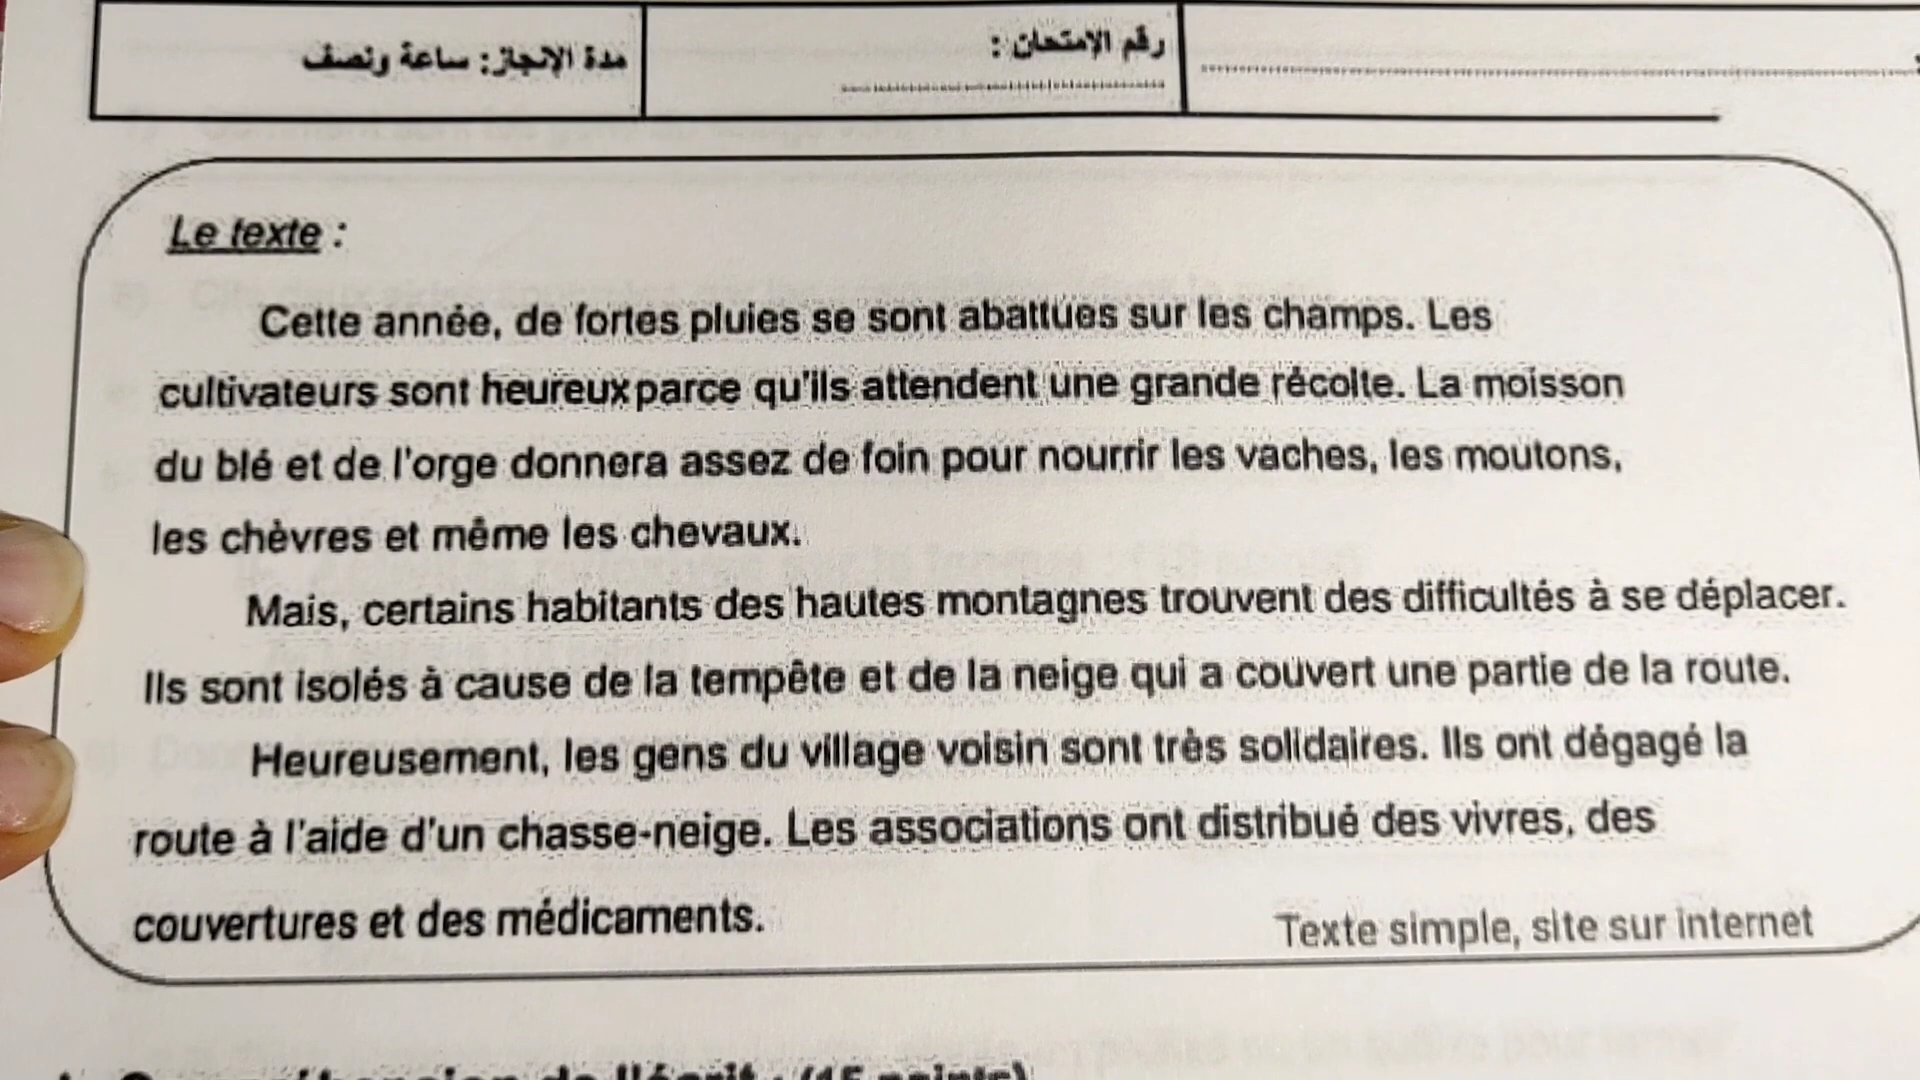 مدة الإنجاز: ساعة ونصف
رقم الإمتحان :
Le texte :
Cette année, de fortes pluies se sont abattues sur les champs. Les
cultivateurs sont heureux parce qu'ils attendent une grande récolte. La moisson
du blé et de l'orge donnera assez de foin pour nourrir les vaches, les moutons,
les chèvres et même les chevaux.
Mais, certains habitants des hautes montagnes trouvent des difficultés à se déplacer.
Ils sont isolés à cause de la tempête et de la neige qui a couvert une partie de la route.
Heureusement, les gens du village voisin sont très solidaires. Ils ont dégagé la
route à l'aide d'un chasse-neige. Les associations ont distribué des vivres, des
couvertures et des médicaments.
Texte simple, site sur internet
Compréhension de l'écrit : (15 points)